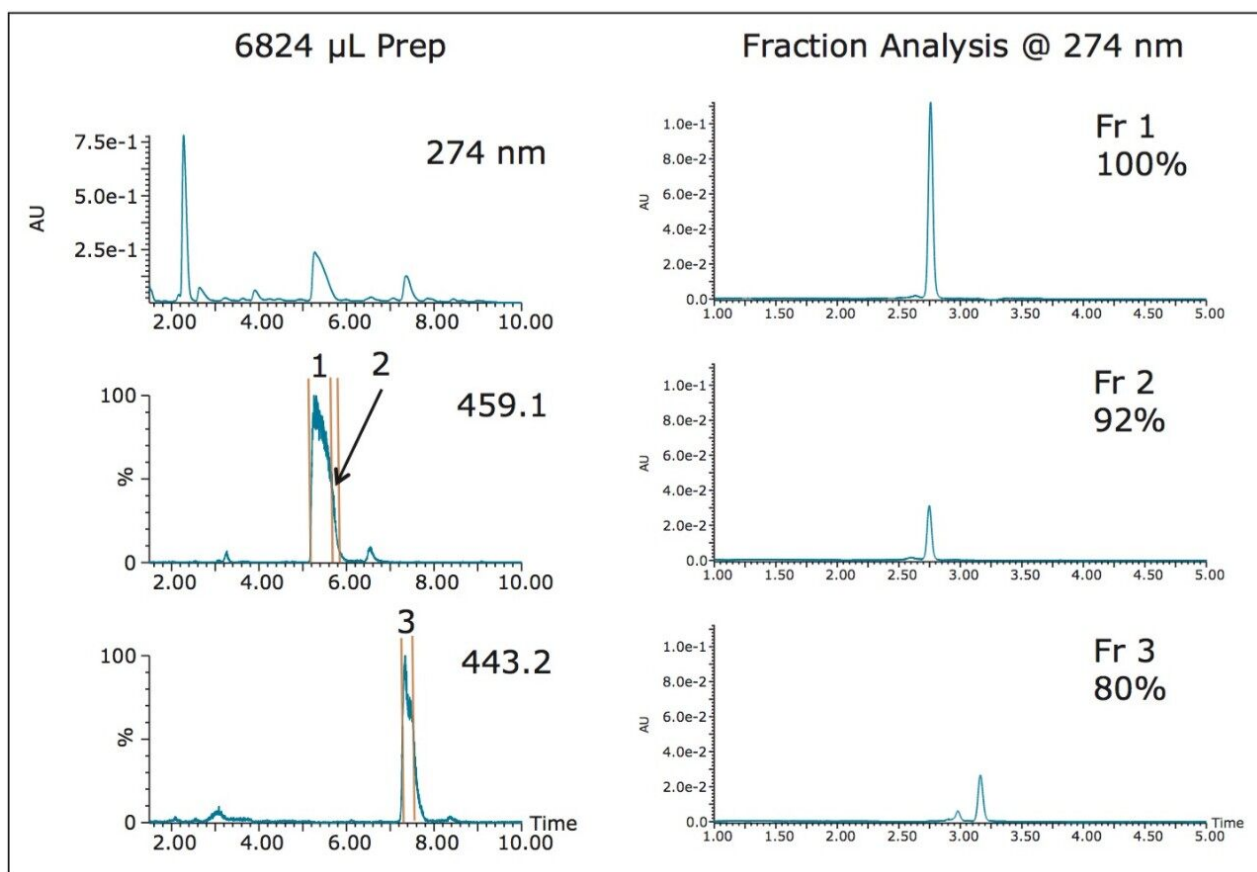 6824 µL Prep
274 nm
AU
7.5e-1
5.0e-1
2.5e-1
2.00 4.00 6.00 8.00 10.00
1 2
459.1
%
100
0
2.00 4.00 6.00 8.00 10.00
3
443.2
%
100
0
2.00 4.00 6.00 8.00 10.00
Time
Fraction Analysis @ 274 nm
Fr 1
100%
AU
1.0e-1
8.0e-2
6.0e-2
4.0e-2
2.0e-2
0.0
1.00 1.50 2.00 2.50 3.00 3.50 4.00 4.50 5.00
Fr 2
92%
AU
1.0e-1
8.0e-2
6.0e-2
4.0e-2
2.0e-2
0.0
1.00 1.50 2.00 2.50 3.00 3.50 4.00 4.50 5.00
Fr 3
80%
AU
1.0e-1
8.0e-2
6.0e-2
4.0e-2
2.0e-2
0.0
1.00 1.50 2.00 2.50 3.00 3.50 4.00 4.50 5.00
Time